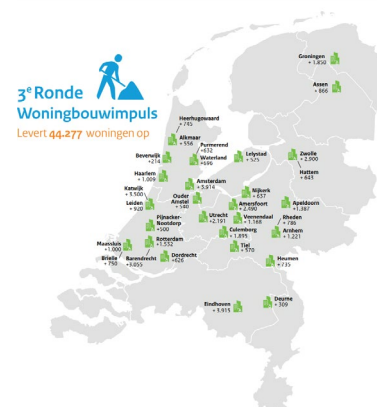 3e Ronde
Woningbouwimpuls
Levert 44.277 woningen op
Groningen
+ 1.850
Assen
+ 866
Heerhugowaard
+ 745
Alkmaar
+ 556
Purmerend
+632
Beverwijk
+214
Waterland
+696
Lelystad
+ 525
Zwolle
+ 2.900
Haarlem
+ 1.009
Hattem
+ 643
Amsterdam
+ 5.914
Katwijk
+ 5.500
Nijkerk
+ 637
Leiden
+ 920
Ouder
Amstel
+ 540
Amersfoort
+ 2.490
Apeldoorn
+1.387
Pijnacker-
Nootdorp
+500
Utrecht
+2.191
Veenendaal
+ 1.168
Rheden
+ 786
Culemborg
+ 1.895
Arnhem
+ 1.221
Maassluis
+1.000
Rotterdam
+1.532
Tiel
+ 570
Brielle
+ 750
Barendrecht
+3.055
Dordrecht
+626
Heumen
+735
Eindhoven
+ 3.915
Deurne
+ 309